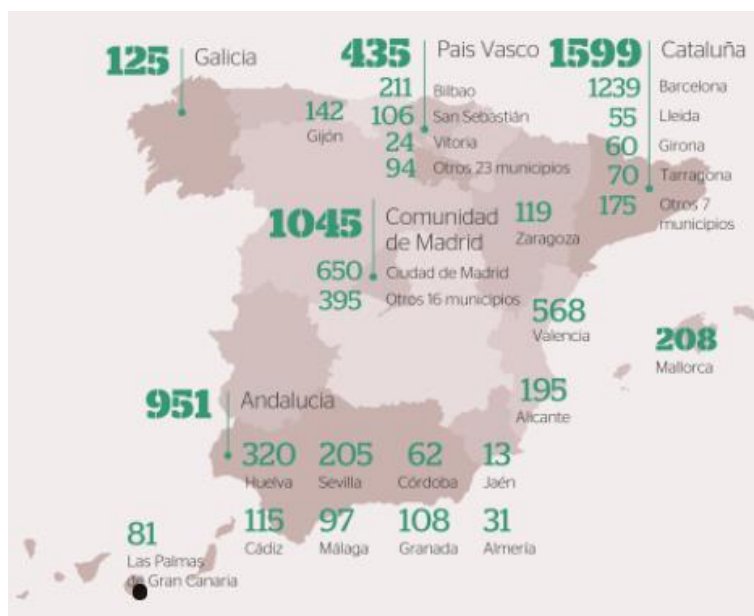 125 Galicia
142
Gijón
435 Pais Vasco
211 Bilbao
106 San Sebastián
24 Vitoria
94 Otros 23 municipios
1599 Cataluña
1239 Barcelona
55 Lleida
60 Girona
70 Tarragona
175 Otros 7
municipios
1045 Comunidad
de Madrid
650 Ciudad de Madrid
395 Otros 16 municipios
119
Zaragoza
568
Valencia
208
Mallorca
195
Alicante
951 Andalucía
320 205 62 13
Huelva Sevilla Córdoba Jaén
115 97 108 31
Cádiz Málaga Granada Almería
81
Las Palmas
de Gran Canaria